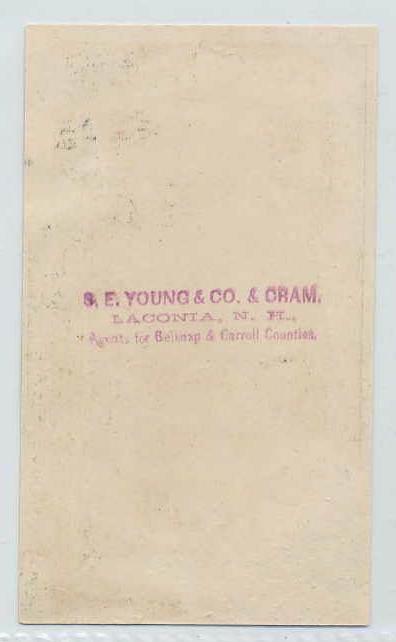 S. E. YOUNG & CO. & CRAM,
LACONIA, N. H.,
Agents for Belknap & Carroll Counties.